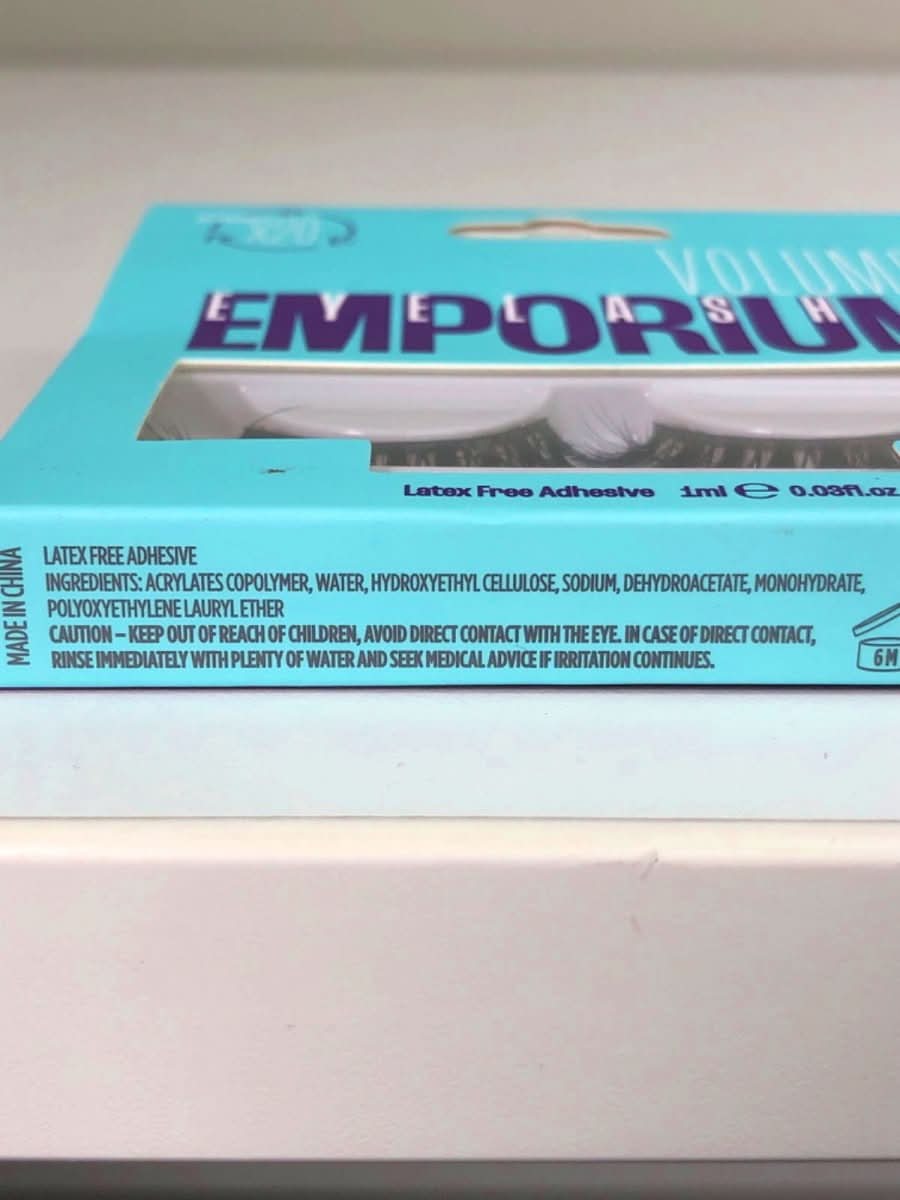 X20
VOLUME
EMPORIUM
EYELASH
Latex Free Adhesive 1ml ℮ 0.03fl.oz
MADE IN CHINA
LATEX FREE ADHESIVE
INGREDIENTS: ACRYLATES COPOLYMER, WATER, HYDROXYETHYL CELLULOSE, SODIUM, DEHYDROACETATE, MONOHYDRATE,
POLYOXYETHYLENE LAURYL ETHER
CAUTION – KEEP OUT OF REACH OF CHILDREN, AVOID DIRECT CONTACT WITH THE EYE. IN CASE OF DIRECT CONTACT,
RINSE IMMEDIATELY WITH PLENTY OF WATER AND SEEK MEDICAL ADVICE IF IRRITATION CONTINUES.
6M